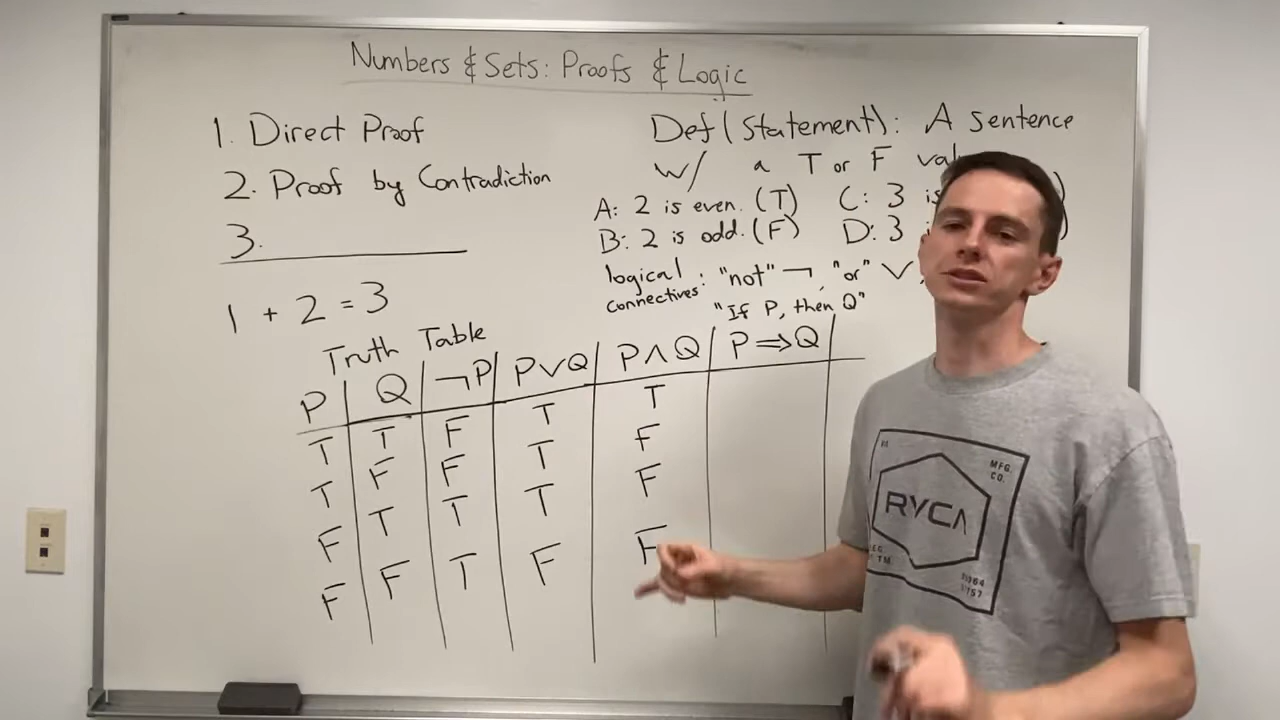 Numbers & Sets: Proofs & Logic
1. Direct Proof
2. Proof by Contradiction
3.
1 + 2 = 3
Def (Statement): A sentence
w/ a T or F
A: 2 is even. (T) C: 3 is
B: 2 is odd. (F) D: 3
logical connectives: "not" ¬, "or" ∨
"If P, then Q"
Truth Table
P Q ¬P P∨Q P∧Q P⇒Q
T T F T T
T F F T F
F T T T F
F F T F F
MFG.
CO.
RVCA